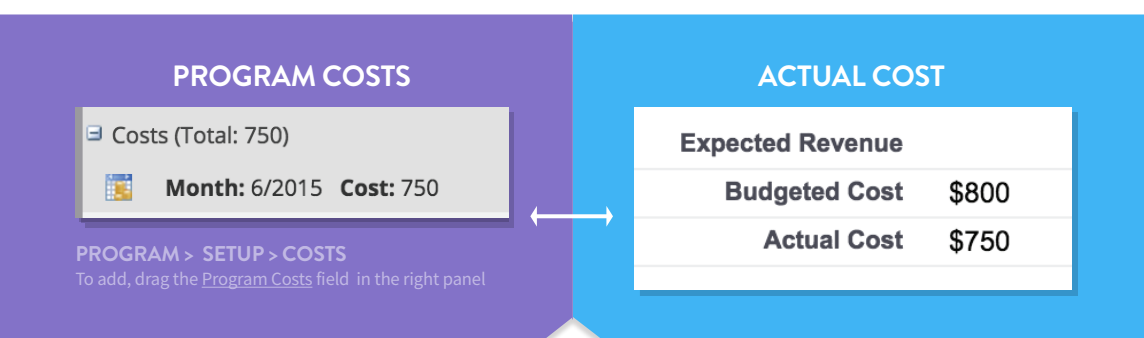 PROGRAM COSTS
Costs (Total: 750)
Month: 6/2015 Cost: 750
PROGRAM > SETUP > COSTS
To add, drag the Program Costs field in the right panel
ACTUAL COST
Expected Revenue
Budgeted Cost $800
Actual Cost $750